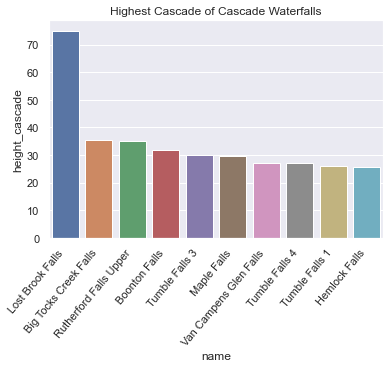 Highest Cascade of Cascade Waterfalls
height_cascade
70
60
50
40
30
20
10
0
Lost Brook Falls
Big Tocks Creek Falls
Rutherford Falls Upper
Boonton Falls
Tumble Falls 3
Maple Falls
Van Campens Glen Falls
Tumble Falls 4
Tumble Falls 1
Hemlock Falls
name